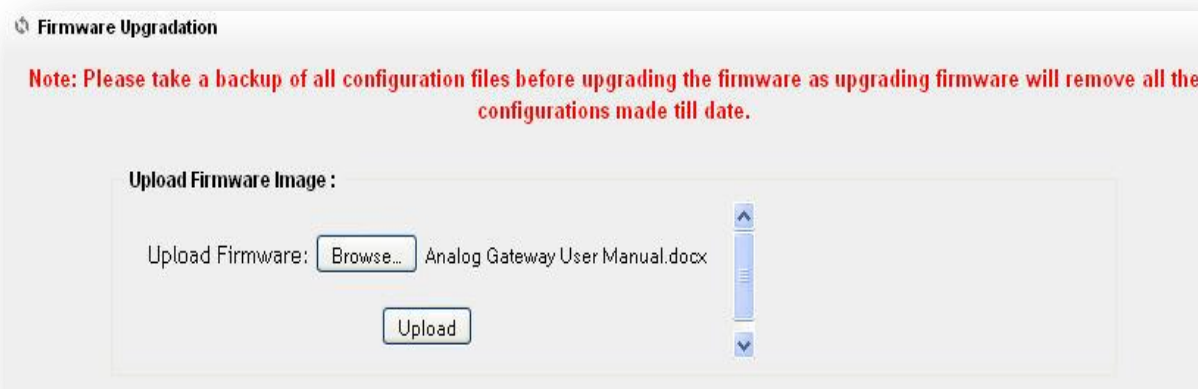 Firmware Upgradation
Note: Please take a backup of all configuration files before upgrading the firmware as upgrading firmware will remove all the
configurations made till date.
Upload Firmware Image :
Upload Firmware: Browse... Analog Gateway User Manual.docx
Upload